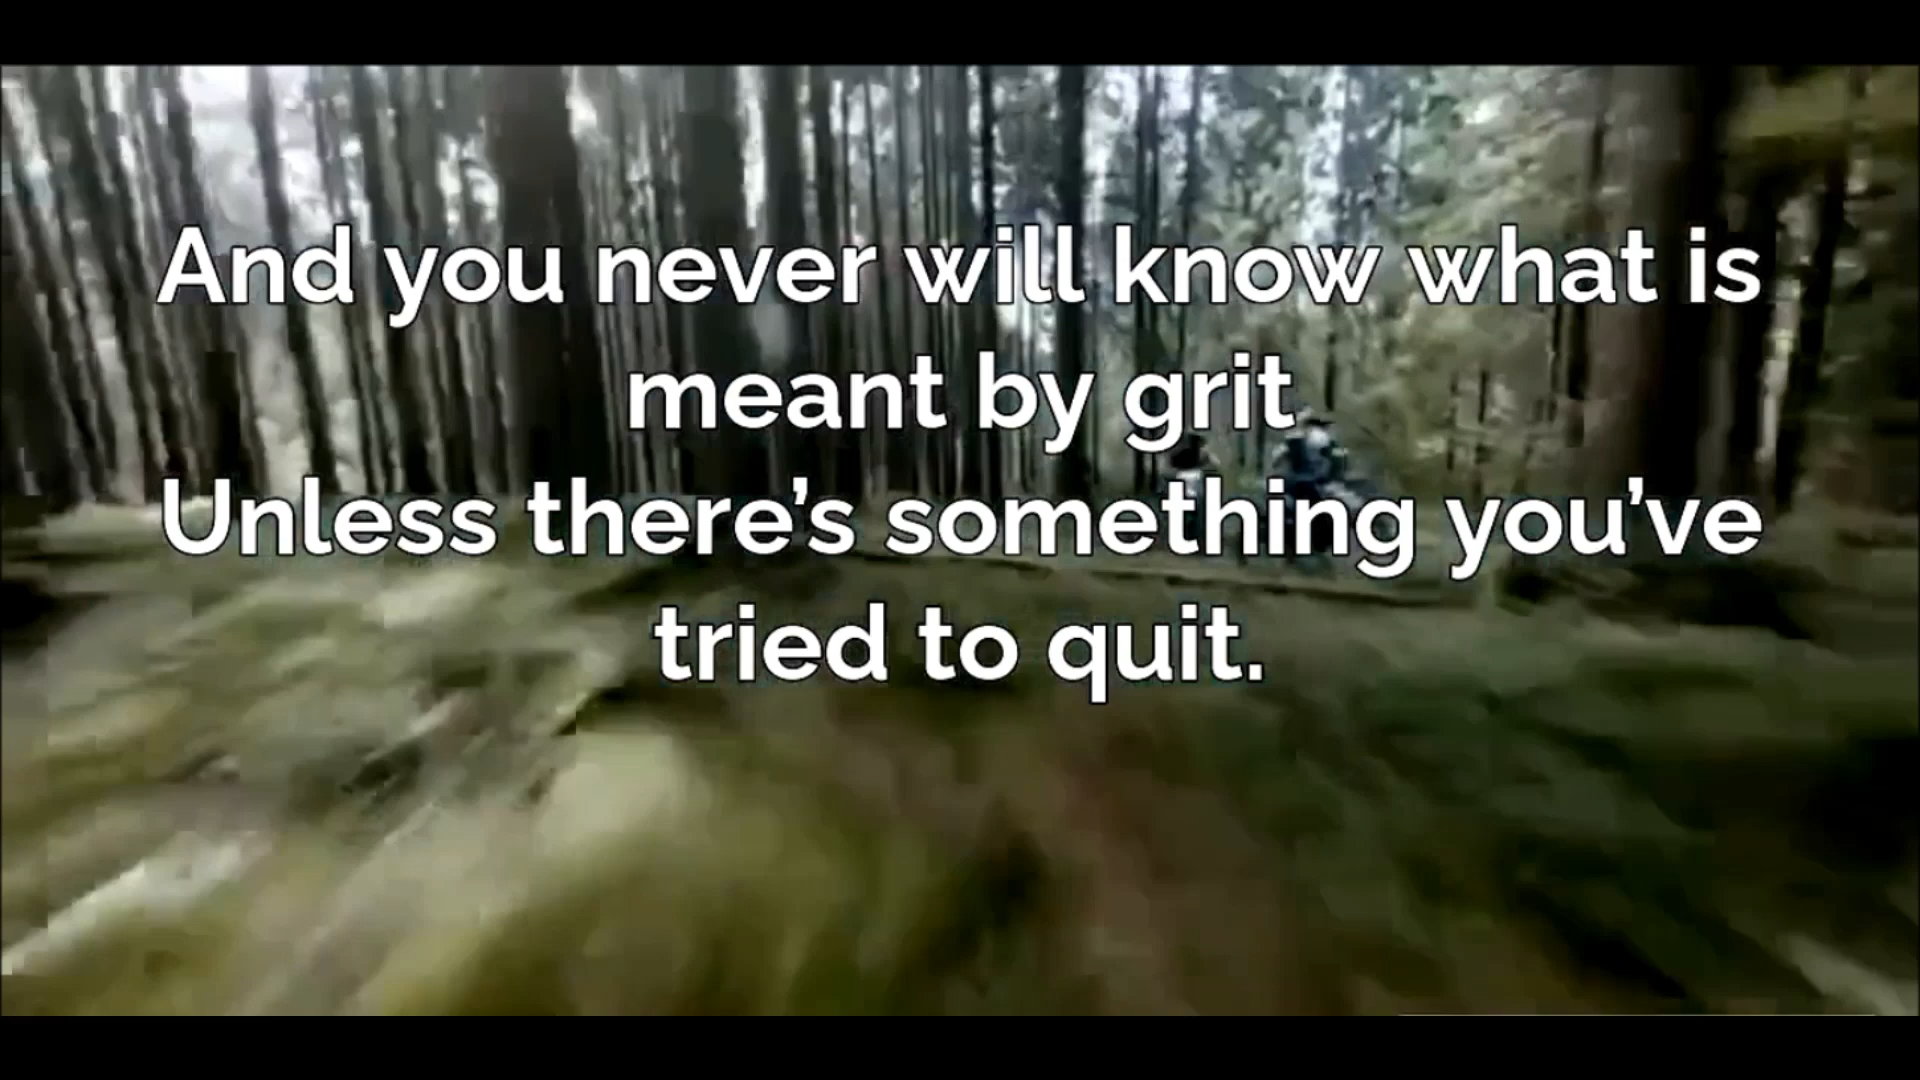 And you never will know what is
meant by grit
Unless there’s something you’ve
tried to quit.